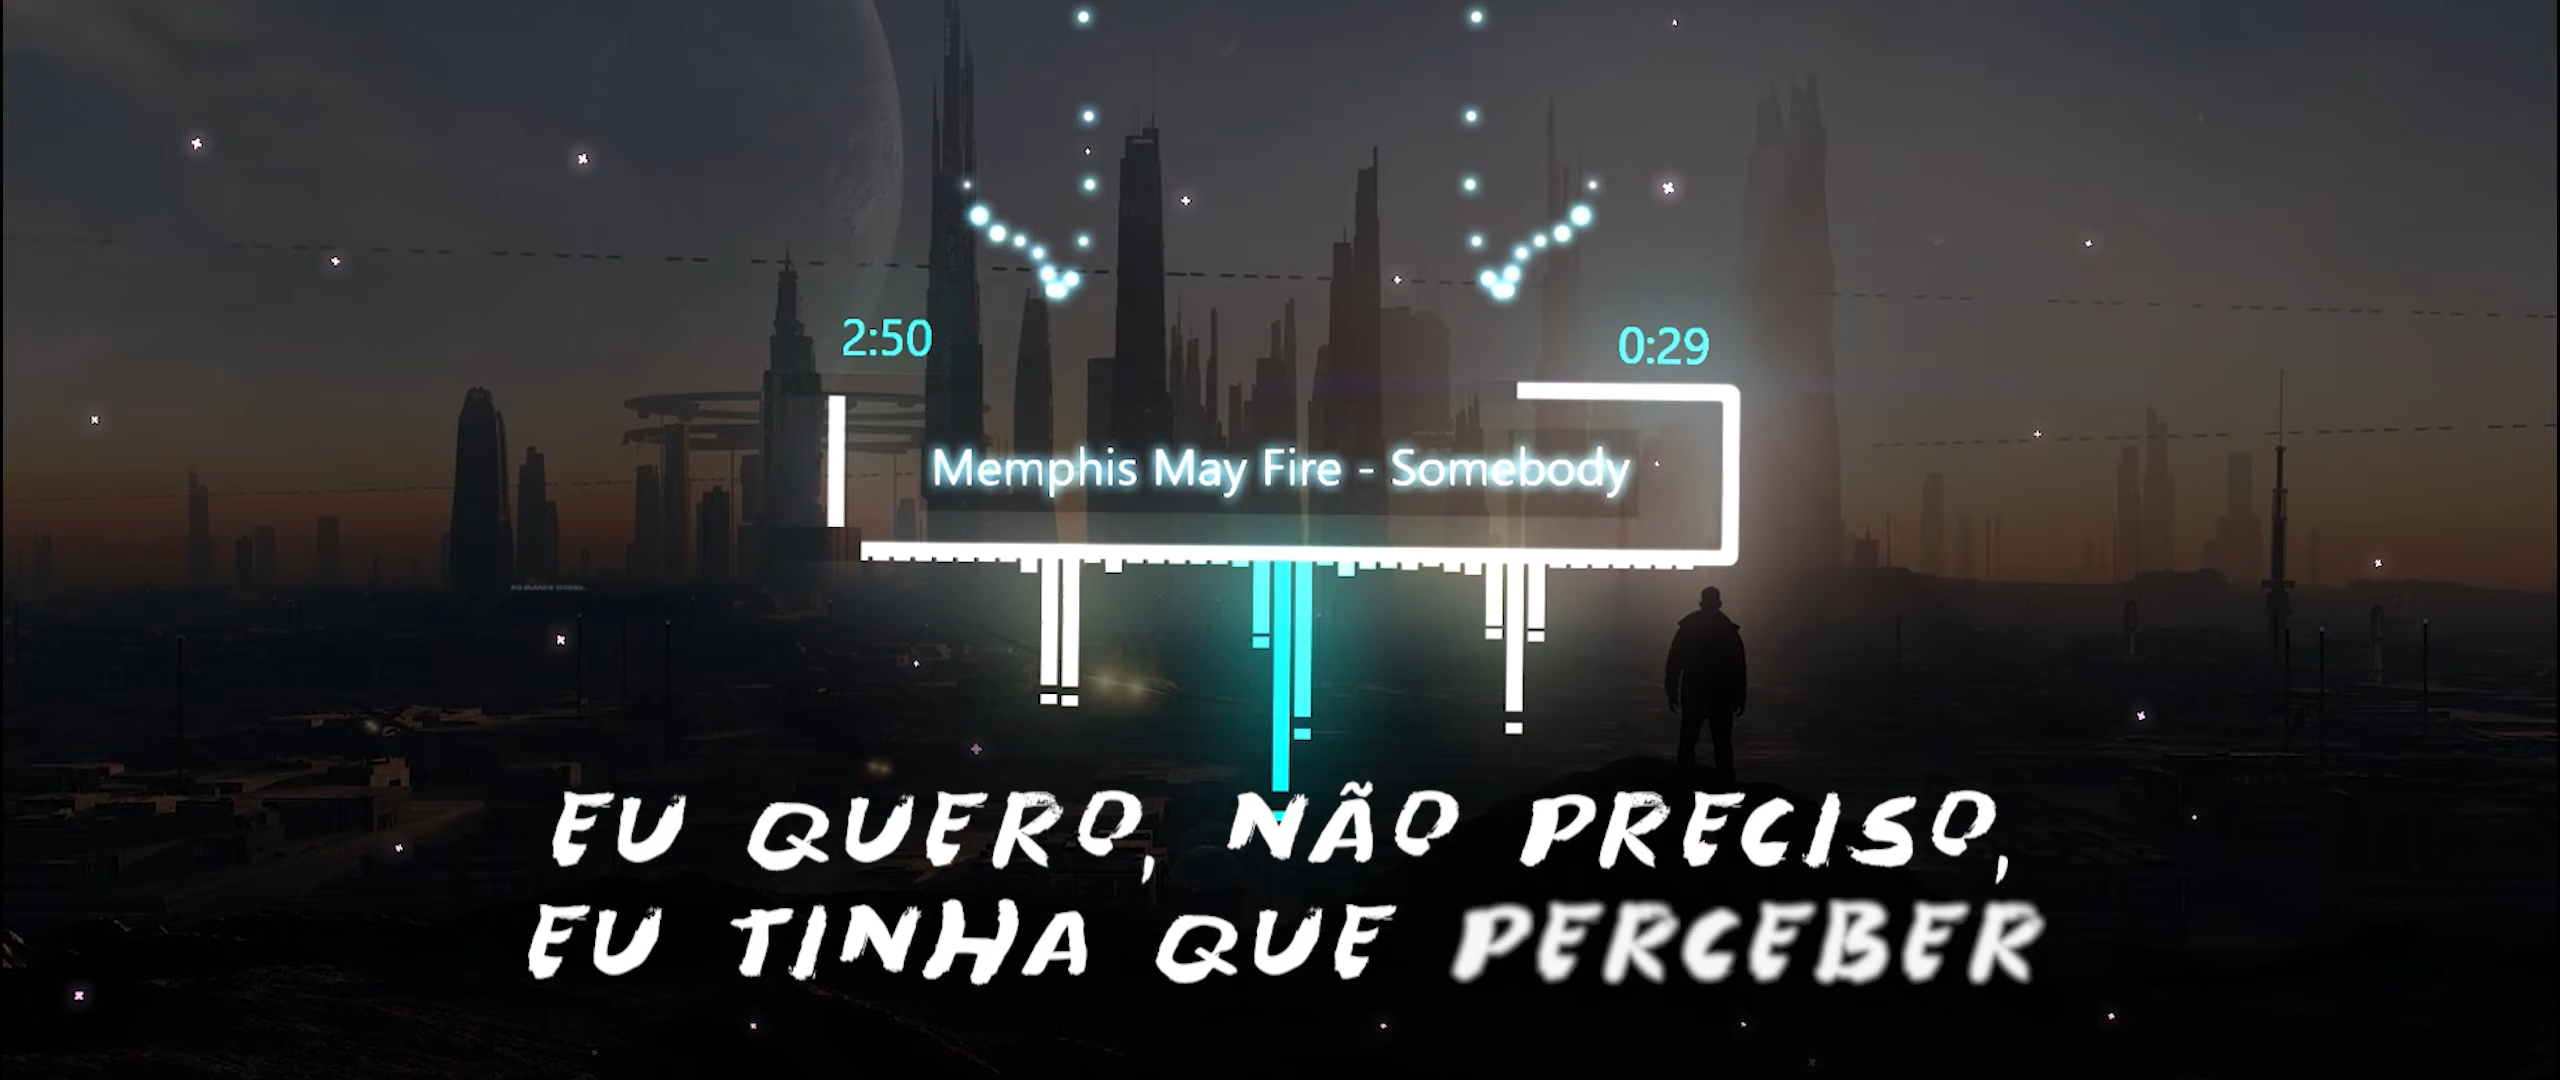 2:50
0:29
Memphis May Fire - Somebody
EU QUERO, NÃO PRECISO,
EU TINHA QUE PERCEBER